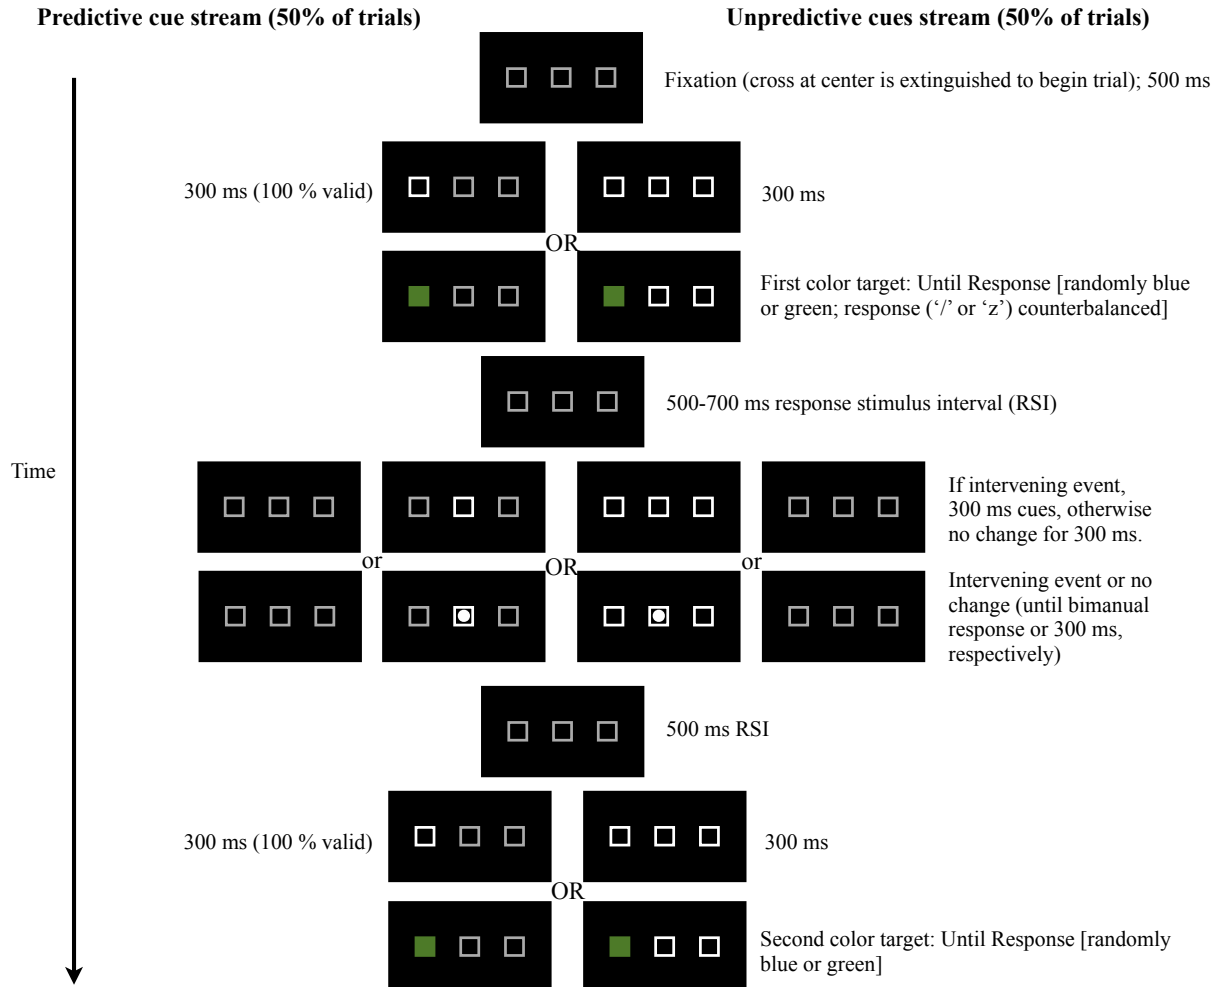 Predictive cue stream (50% of trials)
Unpredictive cues stream (50% of trials)
Fixation (cross at center is extinguished to begin trial); 500 ms
300 ms (100 % valid)
300 ms
OR
First color target: Until Response [randomly blue
or green; response (‘/’ or ‘z’) counterbalanced]
500-700 ms response stimulus interval (RSI)
Time
If intervening event,
300 ms cues, otherwise
no change for 300 ms.
or
OR
or
Intervening event or no
change (until bimanual
response or 300 ms,
respectively)
500 ms RSI
300 ms (100 % valid)
300 ms
OR
Second color target: Until Response [randomly
blue or green]